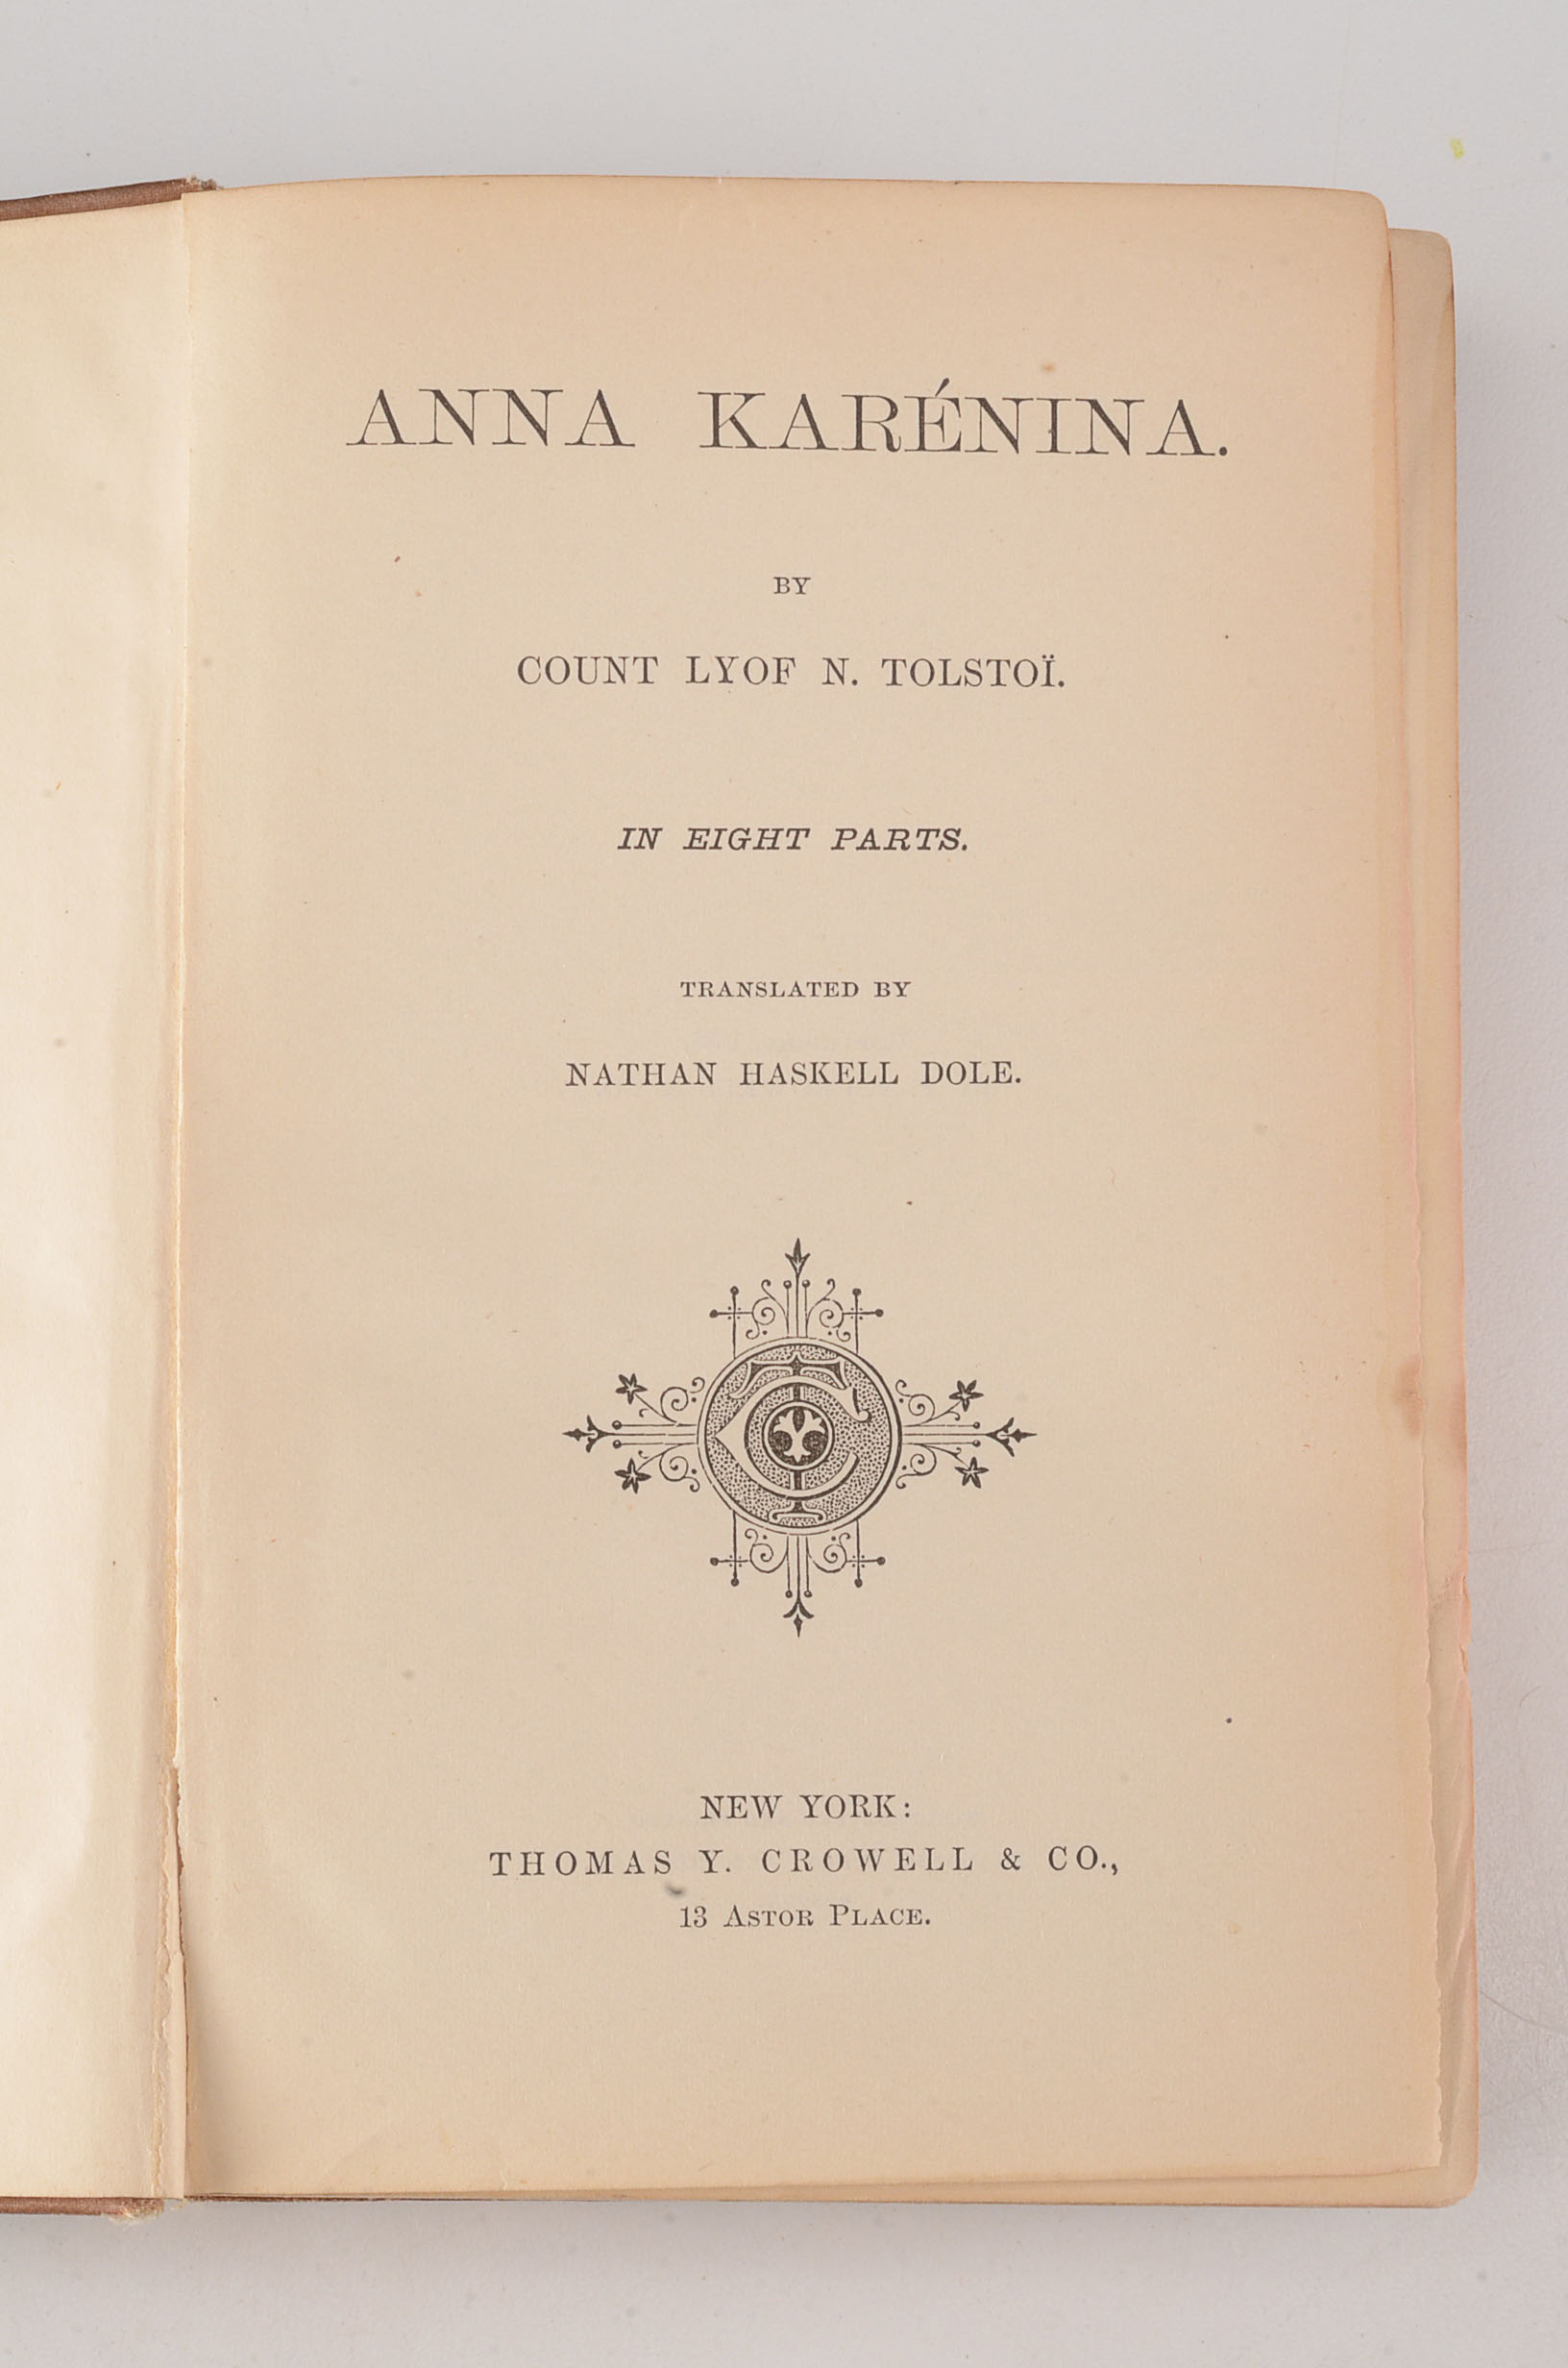 ANNA KARÉNINA.
BY
COUNT LYOF N. TOLSTOÏ.
IN EIGHT PARTS.
TRANSLATED BY
NATHAN HASKELL DOLE.
NEW YORK:
THOMAS Y. CROWELL & CO.,
13 ASTOR PLACE.